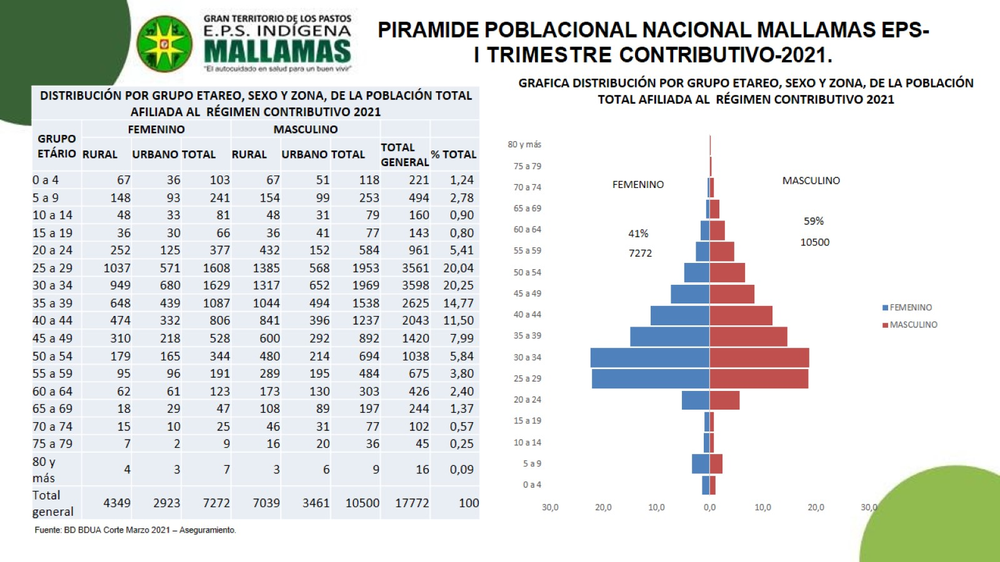 GRAN TERRITORIO DE LOS PASTOS
E.P.S. INDÍGENA
MALLAMAS
"El autocuidado en salud para un buen vivir"
PIRAMIDE POBLACIONAL NACIONAL MALLAMAS EPS-
I TRIMESTRE CONTRIBUTIVO-2021.
DISTRIBUCIÓN POR GRUPO ETAREO, SEXO Y ZONA, DE LA POBLACIÓN TOTAL
AFILIADA AL RÉGIMEN CONTRIBUTIVO 2021
GRUPO ETÁRIO FEMENINO MASCULINO
RURAL URBANO TOTAL RURAL URBANO TOTAL TOTAL GENERAL % TOTAL
0 a 4 67 36 103 67 51 118 221 1,24
5 a 9 148 93 241 154 99 253 494 2,78
10 a 14 48 33 81 48 31 79 160 0,90
15 a 19 36 30 66 36 41 77 143 0,80
20 a 24 252 125 377 432 152 584 961 5,41
25 a 29 1037 571 1608 1385 568 1953 3561 20,04
30 a 34 949 680 1629 1317 652 1969 3598 20,25
35 a 39 648 439 1087 1044 494 1538 2625 14,77
40 a 44 474 332 806 841 396 1237 2043 11,50
45 a 49 310 218 528 600 292 892 1420 7,99
50 a 54 179 165 344 480 214 694 1038 5,84
55 a 59 95 96 191 289 195 484 675 3,80
60 a 64 62 61 123 173 130 303 426 2,40
65 a 69 18 29 47 108 89 197 244 1,37
70 a 74 15 10 25 46 31 77 102 0,57
75 a 79 7 2 9 16 20 36 45 0,25
80 y más 4 3 7 3 6 9 16 0,09
Total general 4349 2923 7272 7039 3461 10500 17772 100
Fuente: BD BDUA Corte Marzo 2021 – Aseguramiento.
GRAFICA DISTRIBUCIÓN POR GRUPO ETAREO, SEXO Y ZONA, DE LA POBLACIÓN
TOTAL AFILIADA AL RÉGIMEN CONTRIBUTIVO 2021
80 y más
75 a 79
70 a 74
65 a 69
60 a 64
55 a 59
50 a 54
45 a 49
40 a 44
35 a 39
30 a 34
25 a 29
20 a 24
15 a 19
10 a 14
5 a 9
0 a 4
FEMENINO
41%
7272
MASCULINO
59%
10500
FEMENINO
MASCULINO
30,0 20,0 10,0 0,0 10,0 20,0 30,0